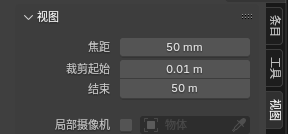 视图
焦距 50 mm
裁剪起始 0.01 m
结束 50 m
局部摄像机 物体
条目
工具
视图